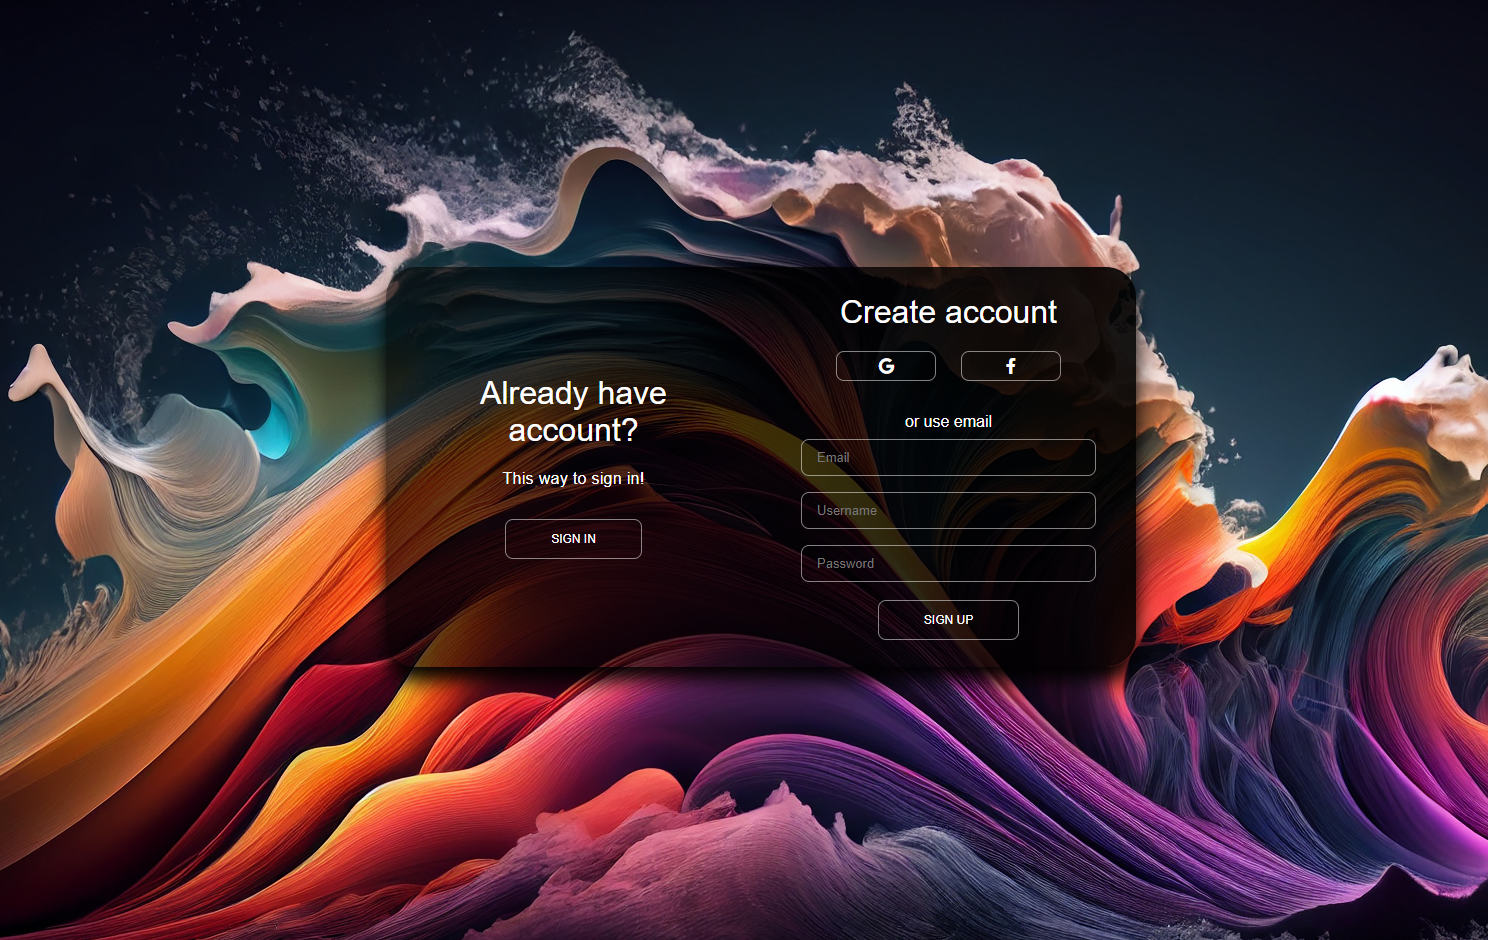 Already have
account?
This way to sign in!
SIGN IN
Create account
or use email
Email
Username
Password
SIGN UP